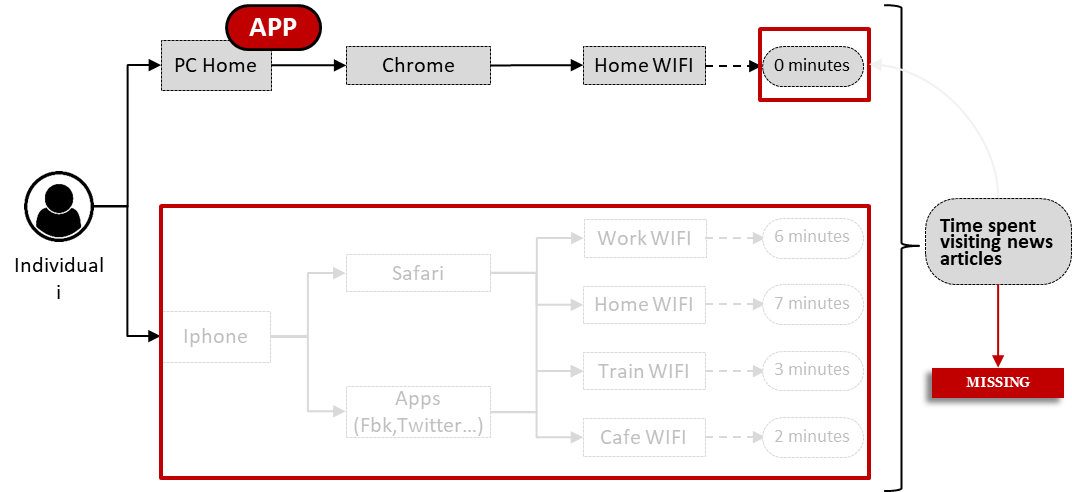 APP
PC Home
Chrome
Home WIFI
0 minutes
Individual
i
Iphone
Safari
Apps
(Fbk,Twitter...)
Work WIFI
6 minutes
Home WIFI
7 minutes
Train WIFI
3 minutes
Cafe WIFI
2 minutes
Time spent
visiting news
articles
MISSING